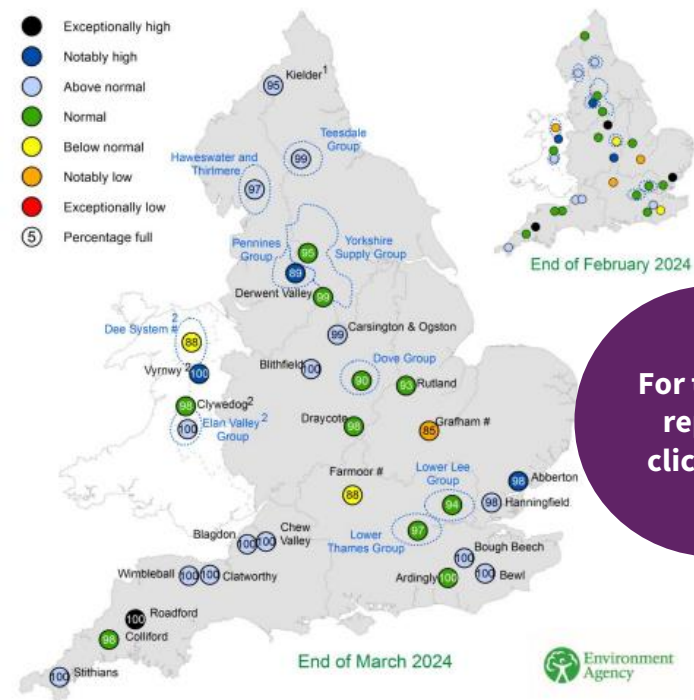 Exceptionally high
Notably high
Above normal
Normal
Below normal
Notably low
Exceptionally low
5 Percentage full
Kielder1
95
Teesdale
Group
99
Haweswater and
Thirlmere
97
Pennines
Group
Yorkshire
Supply Group
95
89
Derwent Valley
99
2
Dee System #
88
Carsington & Ogston
99
Vyrnwy 2
100
Blithfield
100
Dove Group
90
93
Rutland
Clywedog2
98
Elan Valley2
Group
100
Draycote
98
Grafham #
85
Farmoor #
88
Lower Lee
Group
94
98
Abberton
98
Hanningfield
Lower
Thames Group
97
Blagdon
100
Chew
Valley
100
Bough Beech
100
Wimbleball
100
100
Clatworthy
Ardingly
100
100
Bewl
100
Roadford
98
Colliford
100
Stithians
End of March 2024
End of February 2024
Environment
Agency
For
re
clic